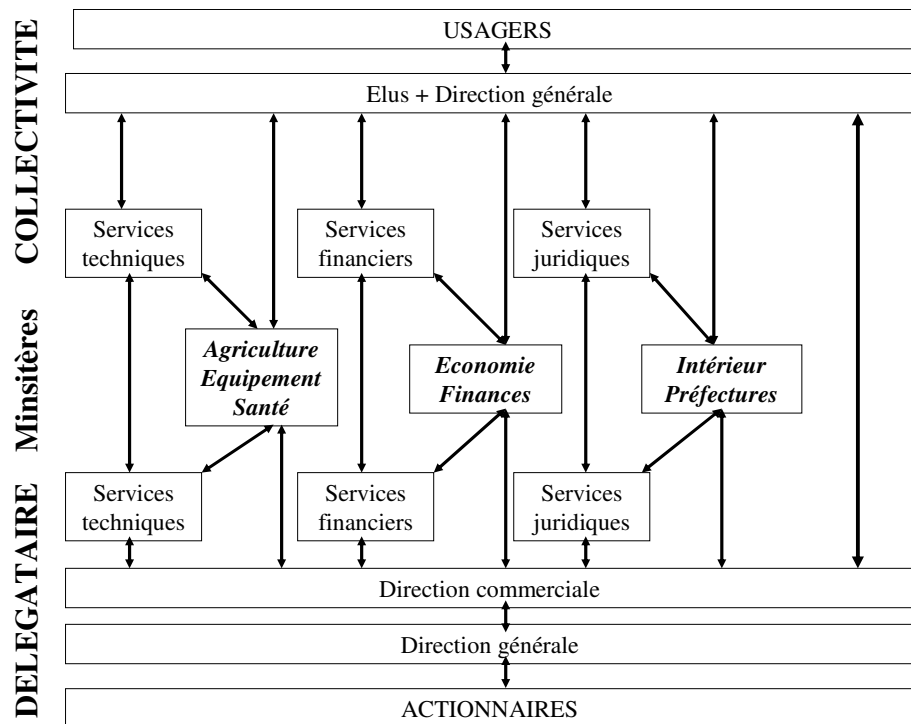 COLLECTIVITE
USAGERS
Elus + Direction générale
Services
techniques
Services
financiers
Services
juridiques
Minsitères
Agriculture
Equipement
Santé
Economie
Finances
Intérieur
Préfectures
DELEGATAIRE
Services
techniques
Services
financiers
Services
juridiques
Direction commerciale
Direction générale
ACTIONNAIRES